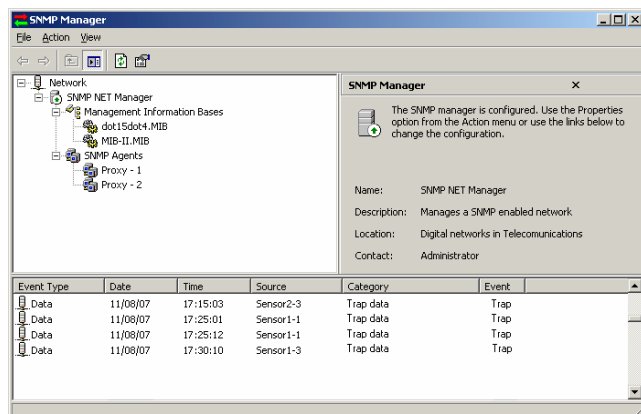 SNMP Manager
File Action View
Network
SNMP NET Manager
Management Information Bases
dot15dot4.MIB
MIB-II.MIB
SNMP Agents
Proxy - 1
Proxy - 2
SNMP Manager
The SNMP manager is configured. Use the Properties
option from the Action menu or use the links below to
change the configuration.
Name: SNMP NET Manager
Description: Manages a SNMP enabled network
Location: Digital networks in Telecomunications
Contact: Administrator
Event Type Date Time Source Category Event
Data 11/08/07 17:15:03 Sensor2-3 Trap data Trap
Data 11/08/07 17:25:01 Sensor1-1 Trap data Trap
Data 11/08/07 17:25:12 Sensor1-1 Trap data Trap
Data 11/08/07 17:30:10 Sensor1-3 Trap data Trap